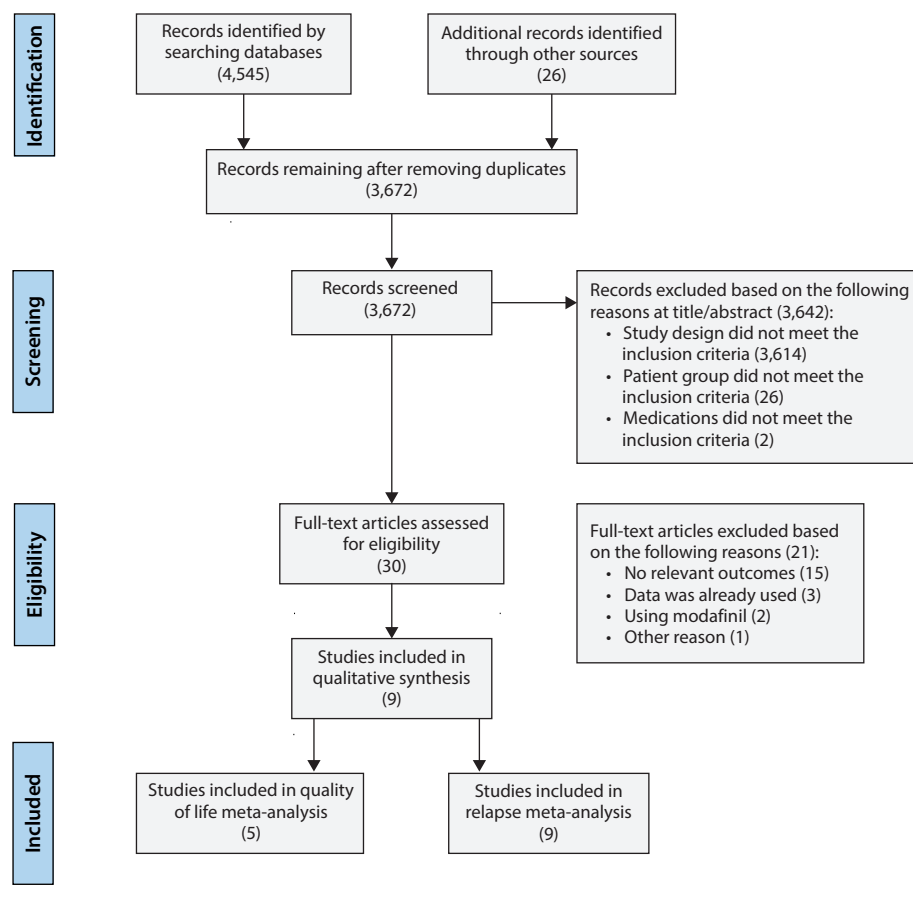 Identification
Records identified by
searching databases
(4,545)
Additional records identified
through other sources
(26)
Records remaining after removing duplicates
(3,672)
Screening
Records screened
(3,672)
Records excluded based on the following
reasons at title/abstract (3,642):
• Study design did not meet the
inclusion criteria (3,614)
• Patient group did not meet the
inclusion criteria (26)
• Medications did not meet the
inclusion criteria (2)
Eligibility
Full-text articles assessed
for eligibility
(30)
Full-text articles excluded based
on the following reasons (21):
• No relevant outcomes (15)
• Data was already used (3)
• Using modafinil (2)
• Other reason (1)
Studies included in
qualitative synthesis
(9)
Included
Studies included in quality
of life meta-analysis
(5)
Studies included in
relapse meta-analysis
(9)